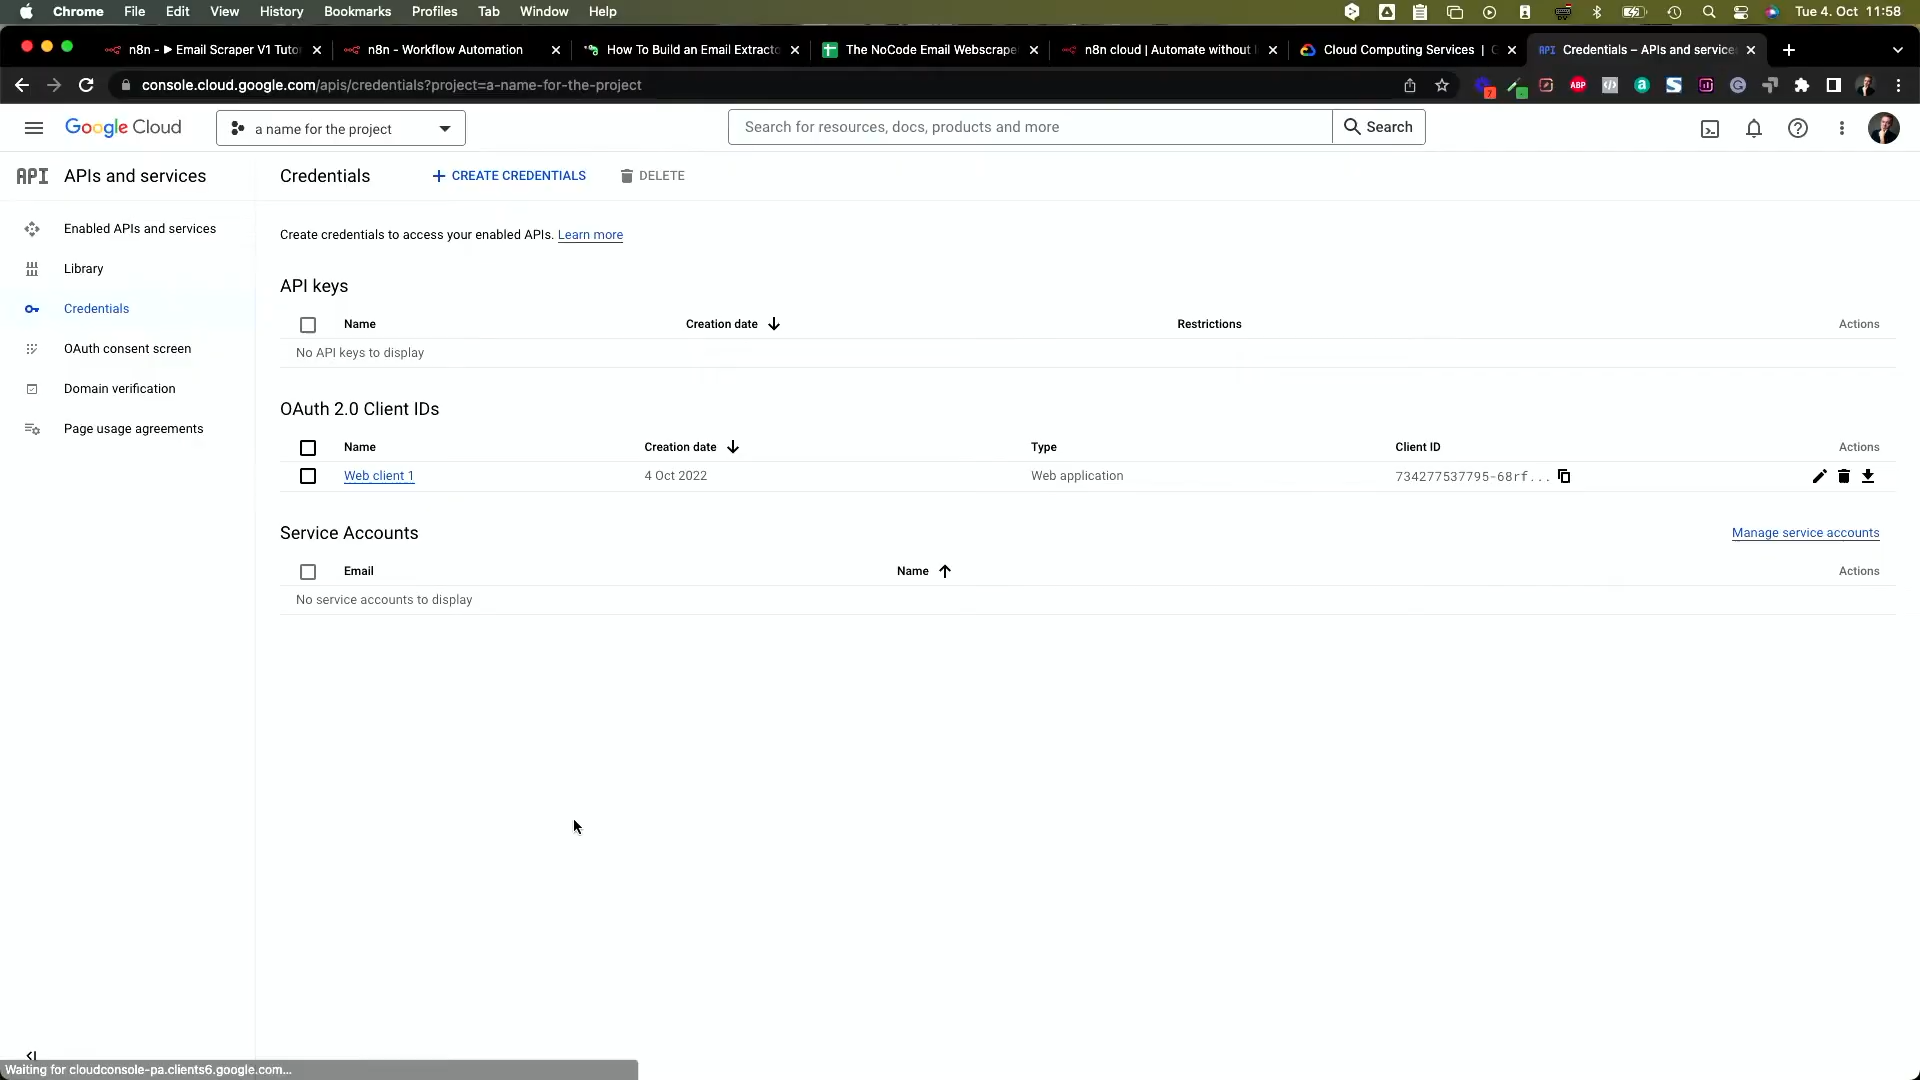 Chrome File Edit View History Bookmarks Profiles Tab Window Help Tue 4. Oct 11:58
n8n - ▶ Email Scraper V1 Tutor
n8n - Workflow Automation
How To Build an Email Extracto
The NoCode Email Webscrape
n8n cloud | Automate without
Cloud Computing Services |
API Credentials – APIs and service
console.cloud.google.com/apis/credentials?project=a-name-for-the-project
7
ABP
Google Cloud
a name for the project
Search for resources, docs, products and more
Search
API APIs and services
Credentials
CREATE CREDENTIALS
DELETE
Enabled APIs and services
Library
Credentials
OAuth consent screen
Domain verification
Page usage agreements
Create credentials to access your enabled APIs. Learn more
API keys
Name Creation date Restrictions Actions
No API keys to display
OAuth 2.0 Client IDs
Name Creation date Type Client ID Actions
Web client 1 4 Oct 2022 Web application 734277537795-68rf...
Service Accounts
Manage service accounts
Email Name Actions
No service accounts to display
Waiting for cloudconsole-pa.clients6.google.com...